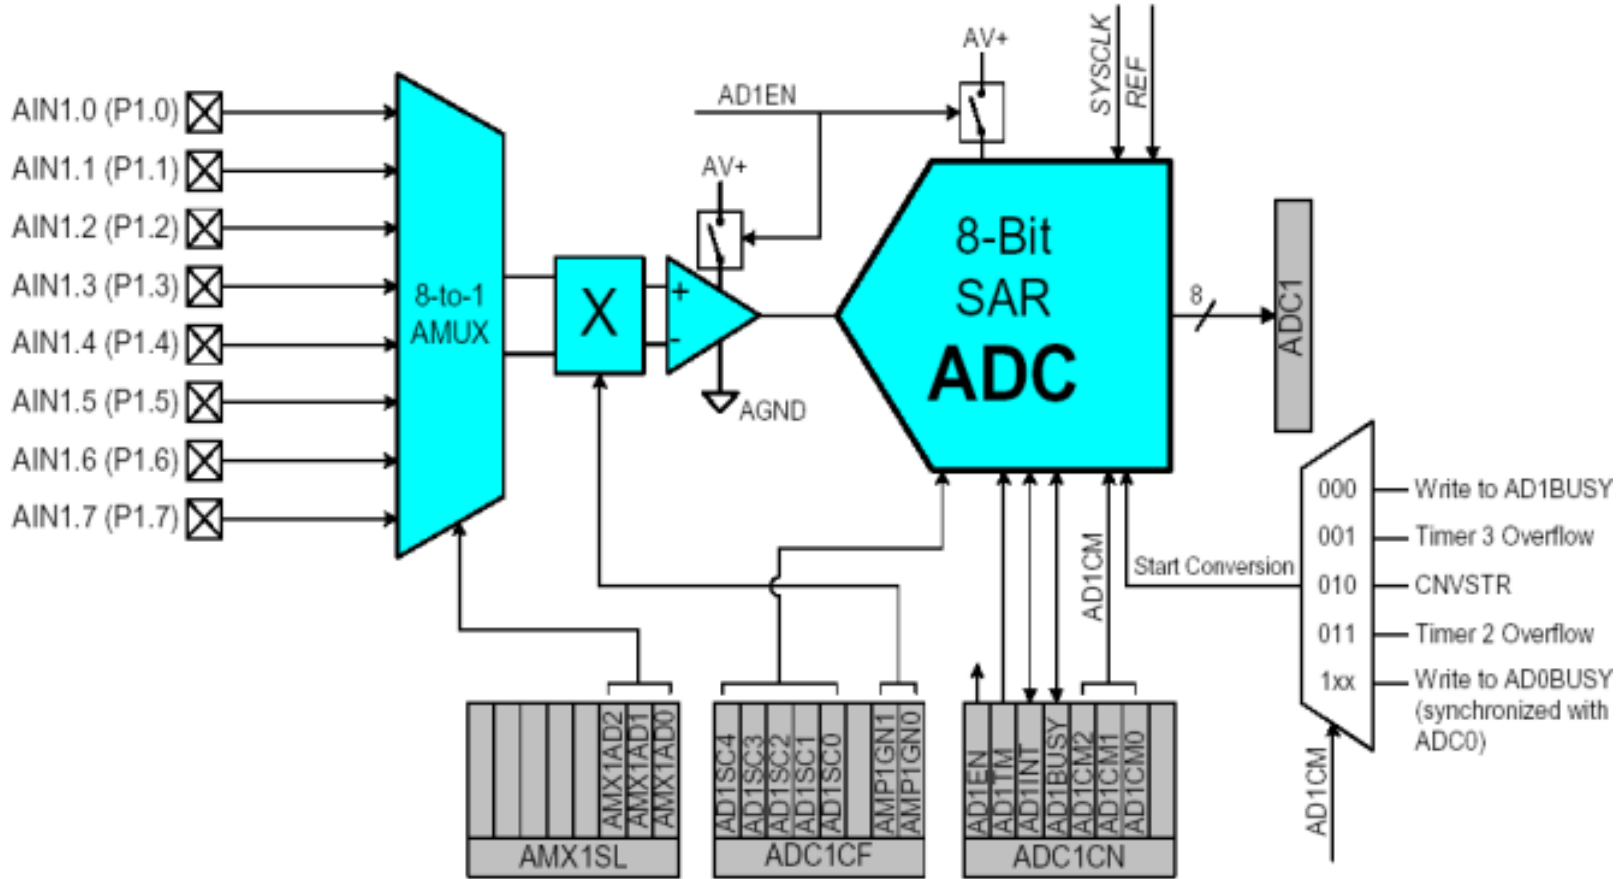 AV+
SYSCLK
REF
AD1EN
AIN1.0 (P1.0)
AIN1.1 (P1.1)
AIN1.2 (P1.2)
AIN1.3 (P1.3)
AIN1.4 (P1.4)
AIN1.5 (P1.5)
AIN1.6 (P1.6)
AIN1.7 (P1.7)
8-to-1
AMUX
X
AV+
+
-
AGND
8-Bit
SAR
ADC
8
ADC1
000
Write to AD1BUSY
001
Timer 3 Overflow
010
CNVSTR
011
Timer 2 Overflow
1xx
Write to AD0BUSY
(synchronized with
ADC0)
Start Conversion
AD1CM
AD1CM
AMX1AD2
AMX1AD1
AMX1AD0
AMX1SL
AD1SC4
AD1SC3
AD1SC2
AD1SC1
AD1SC0
AMP1GN1
AMP1GN0
ADC1CF
AD1EN
AD1TM
AD1INT
AD1BUSY
AD1CM2
AD1CM1
AD1CM0
ADC1CN